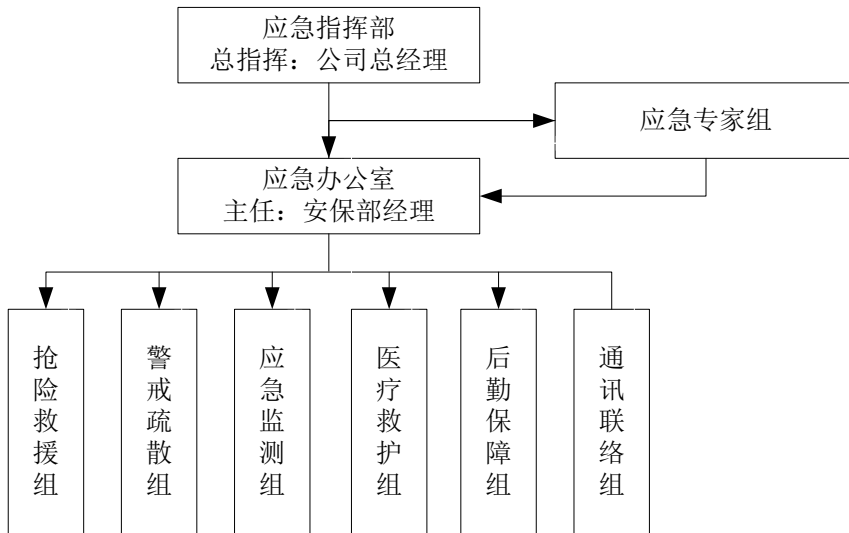 应急指挥部
总指挥：公司总经理
应急专家组
应急办公室
主任：安保部经理
抢险救援组
警戒疏散组
应急监测组
医疗救护组
后勤保障组
通讯联络组